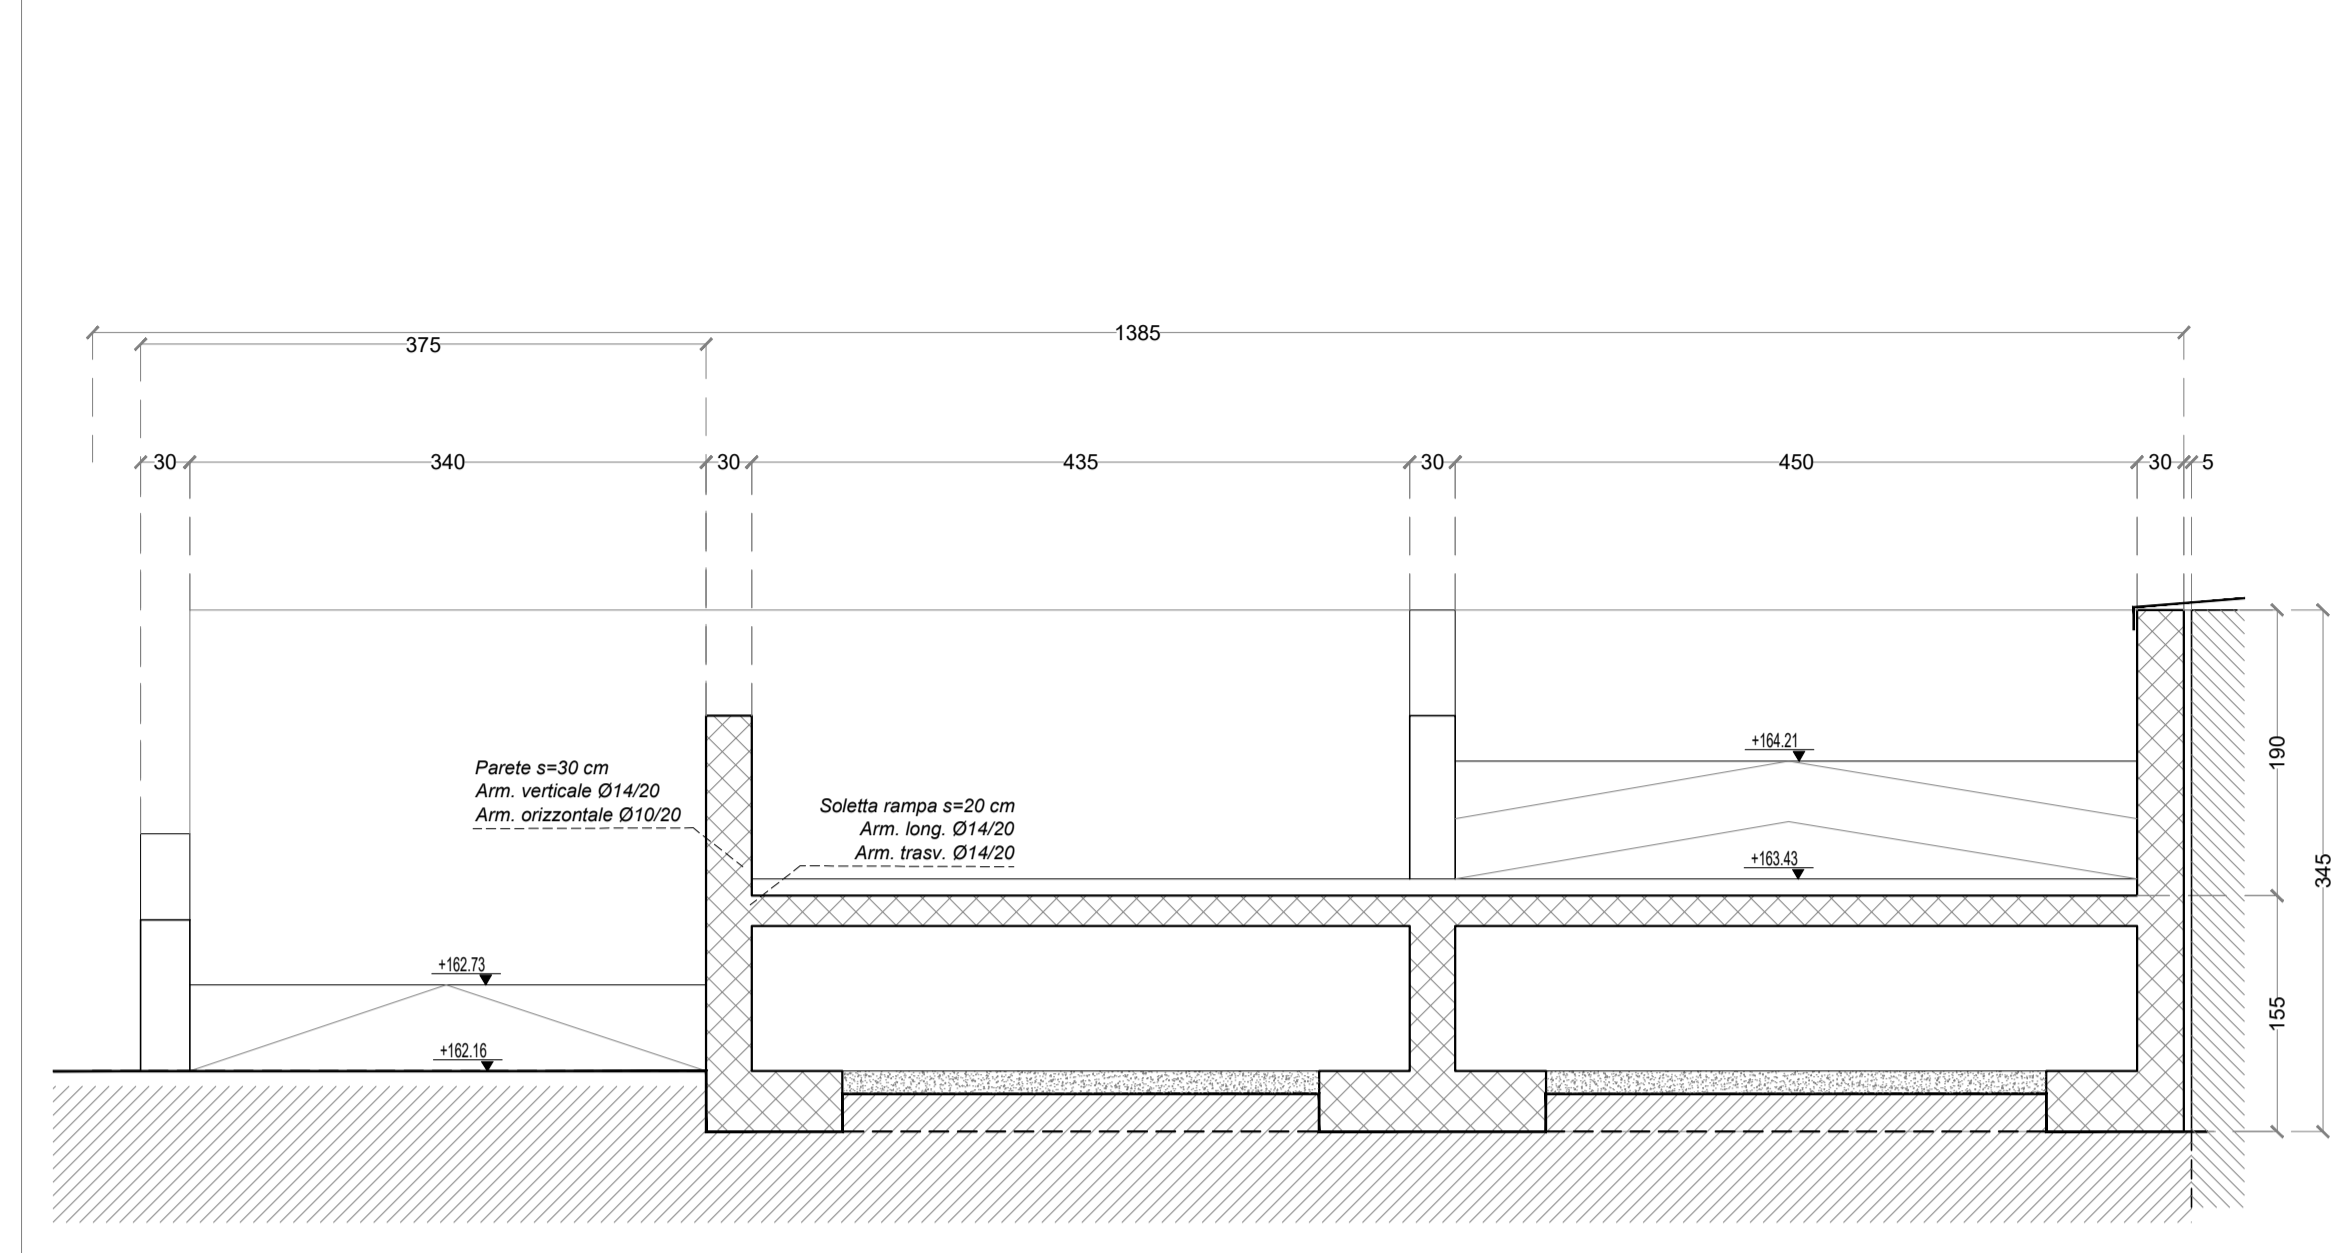 1385
375
30
340
30
435
30
450
30
5
Parete s=30 cm
Arm. verticale Ø14/20
Arm. orizzontale Ø10/20
Soletta rampa s=20 cm
Arm. long. Ø14/20
Arm. trasv. Ø14/20
+164.21
+163.43
+162.73
+162.16
190
345
155